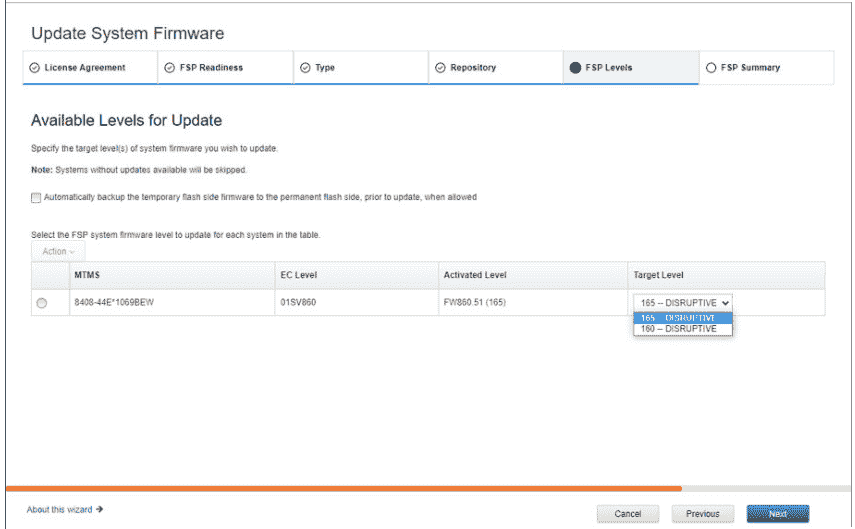 Update System Firmware
License Agreement
FSP Readiness
Type
Repository
FSP Levels
FSP Summary
Available Levels for Update
Specify the target level(s) of system firmware you wish to update.
Note: Systems without updates available will be skipped.
Automatically backup the temporary flash side firmware to the permanent flash side, prior to update, when allowed
Select the FSP system firmware level to update for each system in the table.
Action
MTMS EC Level Activated Level Target Level
8408-44E*1069BEW 01SV860 FW860.51 (165) 165 -- DISRUPTIVE
165 -- DISRUPTIVE
160 -- DISRUPTIVE
About this wizard
Cancel Previous Next